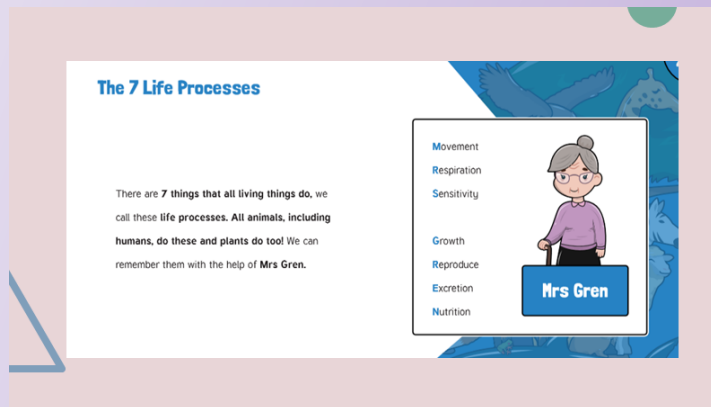 The 7 Life Processes
There are 7 things that all living things do, we
call these life processes. All animals, including
humans, do these and plants do too! We can
remember them with the help of Mrs Gren.
Movement
Respiration
Sensitivity
Growth
Reproduce
Excretion
Nutrition
Mrs Gren